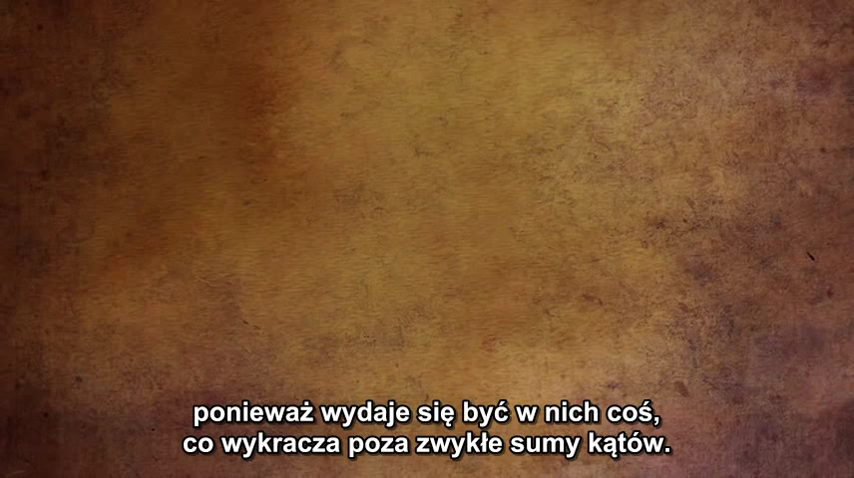 ponieważ wydaje się być w nich coś,
co wykracza poza zwykłe sumy kątów.